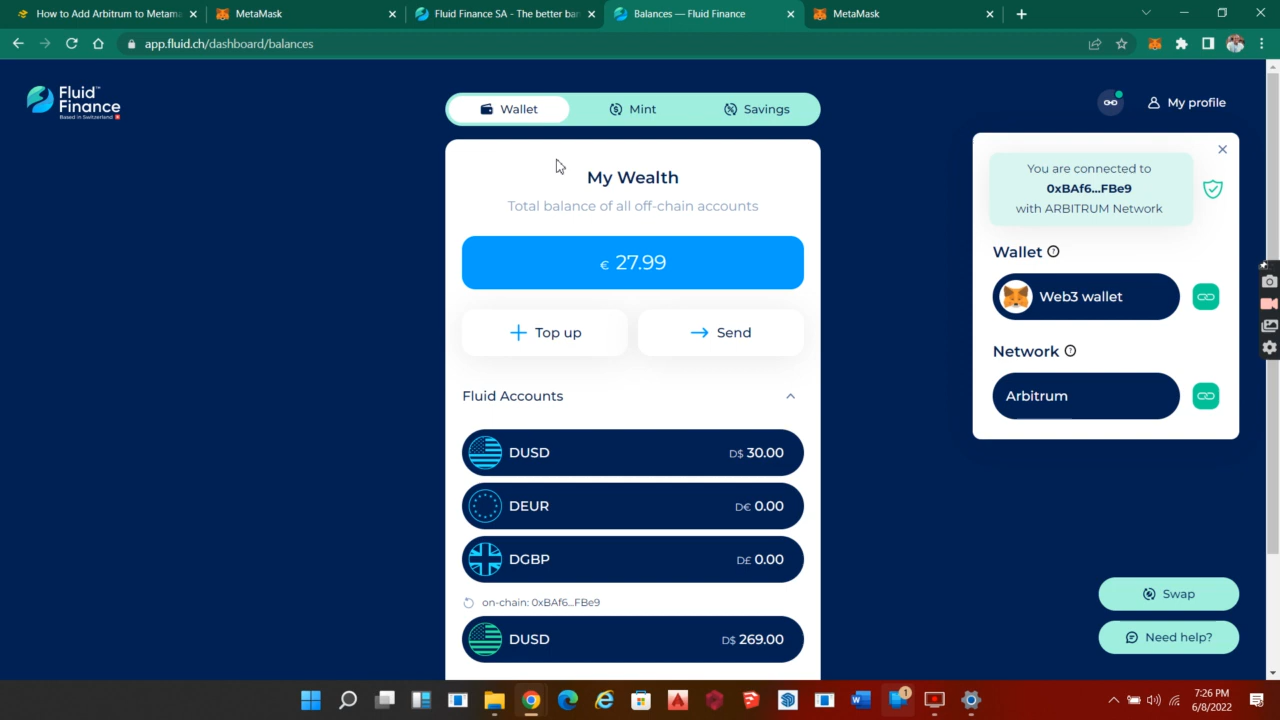 How to Add Arbitrum to Metama
MetaMask
Fluid Finance SA - The better ban
Balances — Fluid Finance
MetaMask
app.fluid.ch/dashboard/balances
Fluid
Finance
Based in Switzerland
Wallet
Mint
Savings
My profile
My Wealth
Total balance of all off-chain accounts
€ 27.99
Top up
Send
Fluid Accounts
DUSD
D$ 30.00
DEUR
D€ 0.00
DGBP
D£ 0.00
on-chain: 0xBAf6...FBe9
DUSD
D$ 269.00
You are connected to
0xBAf6...FBe9
with ARBITRUM Network
Wallet ?
Web3 wallet
Network ?
Arbitrum
Swap
Need help?
1
7:26 PM
6/8/2022